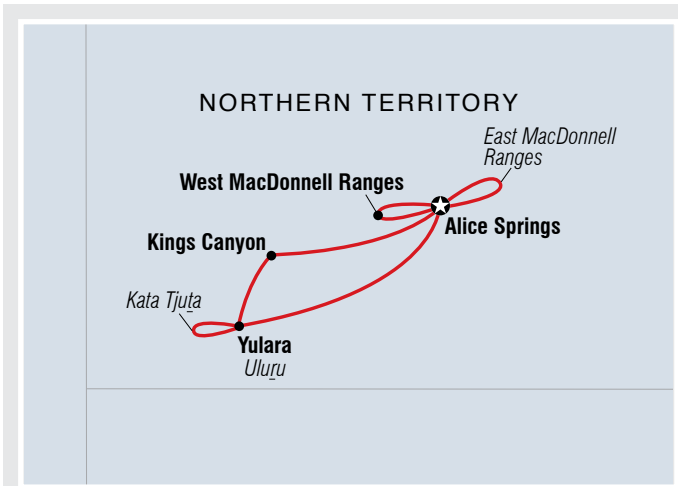 NORTHERN TERRITORY
East MacDonnell
Ranges
West MacDonnell Ranges
Alice Springs
Kings Canyon
Kata Tjuṯa
Yulara
Uluṟu